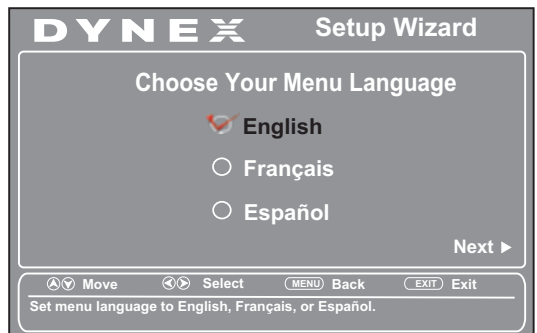 DYNEX Setup Wizard
Choose Your Menu Language
English
Français
Español
Next
Move Select MENU Back EXIT Exit
Set menu language to English, Français, or Español.